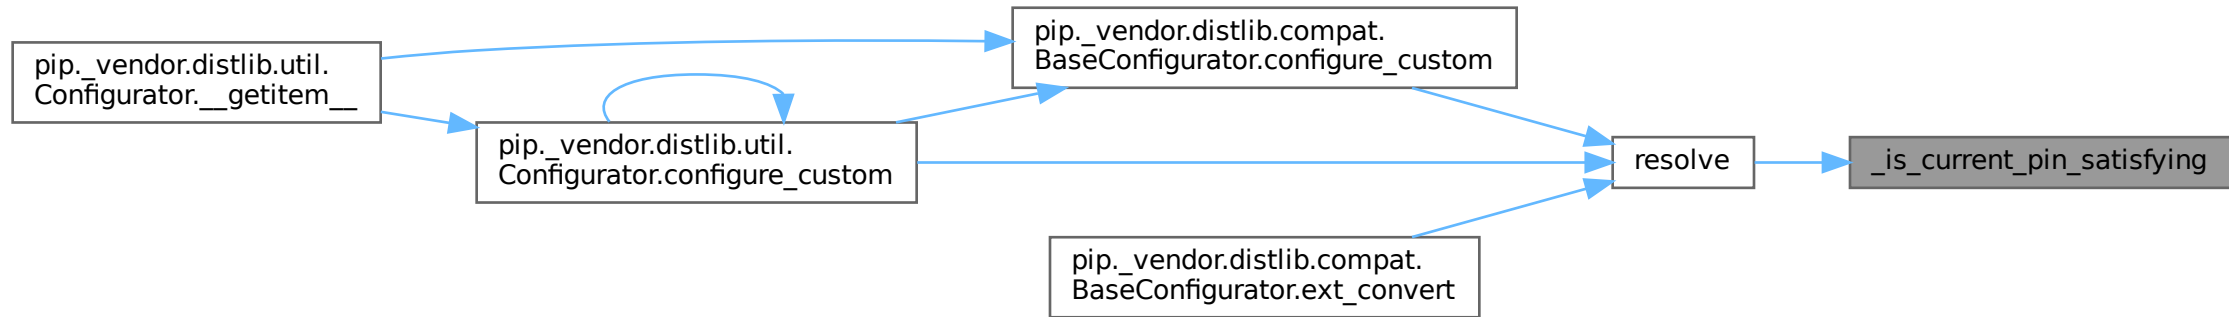 pip._vendor.distlib.util.
Configurator.__getitem__
pip._vendor.distlib.compat.
BaseConfigurator.configure_custom
pip._vendor.distlib.util.
Configurator.configure_custom
resolve
_is_current_pin_satisfying
pip._vendor.distlib.compat.
BaseConfigurator.ext_convert